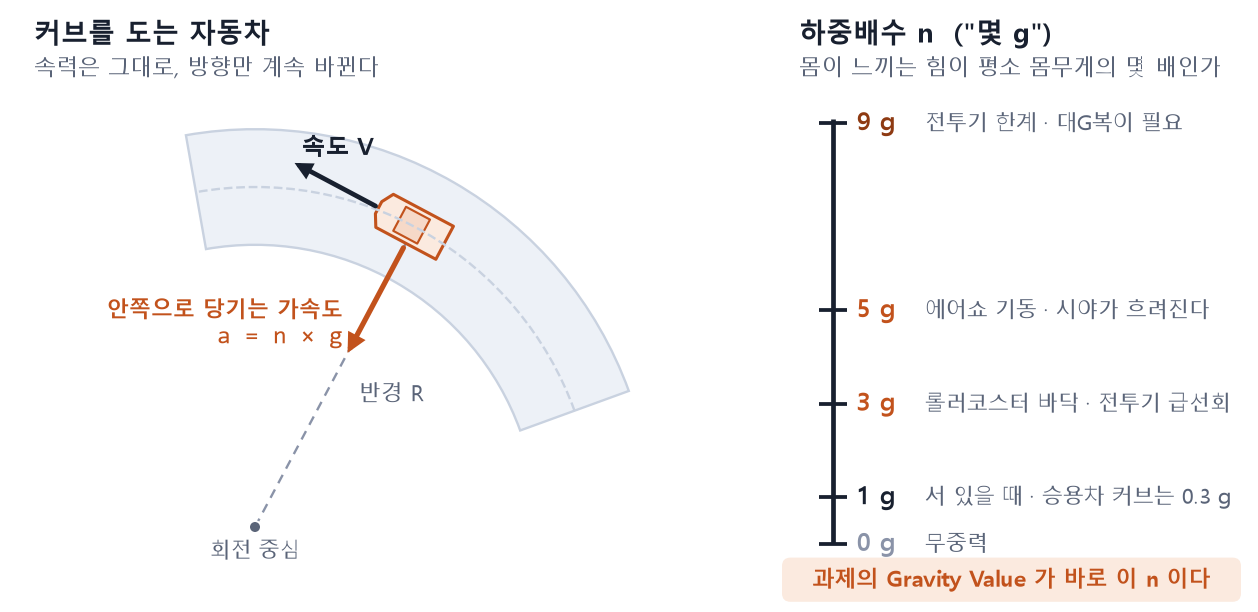 커브를 도는 자동차
속력은 그대로, 방향만 계속 바뀐다
속도 V
안쪽으로 당기는 가속도
a = n × g
반경 R
회전 중심
하중배수 n ("몇 g")
몸이 느끼는 힘이 평소 몸무게의 몇 배인가
9 g 전투기 한계 · 대G복이 필요
5 g 에어쇼 기동 · 시야가 흐려진다
3 g 롤러코스터 바닥 · 전투기 급선회
1 g 서 있을 때 · 승용차 커브는 0.3 g
0 g 무중력
과제의 Gravity Value 가 바로 이 n 이다